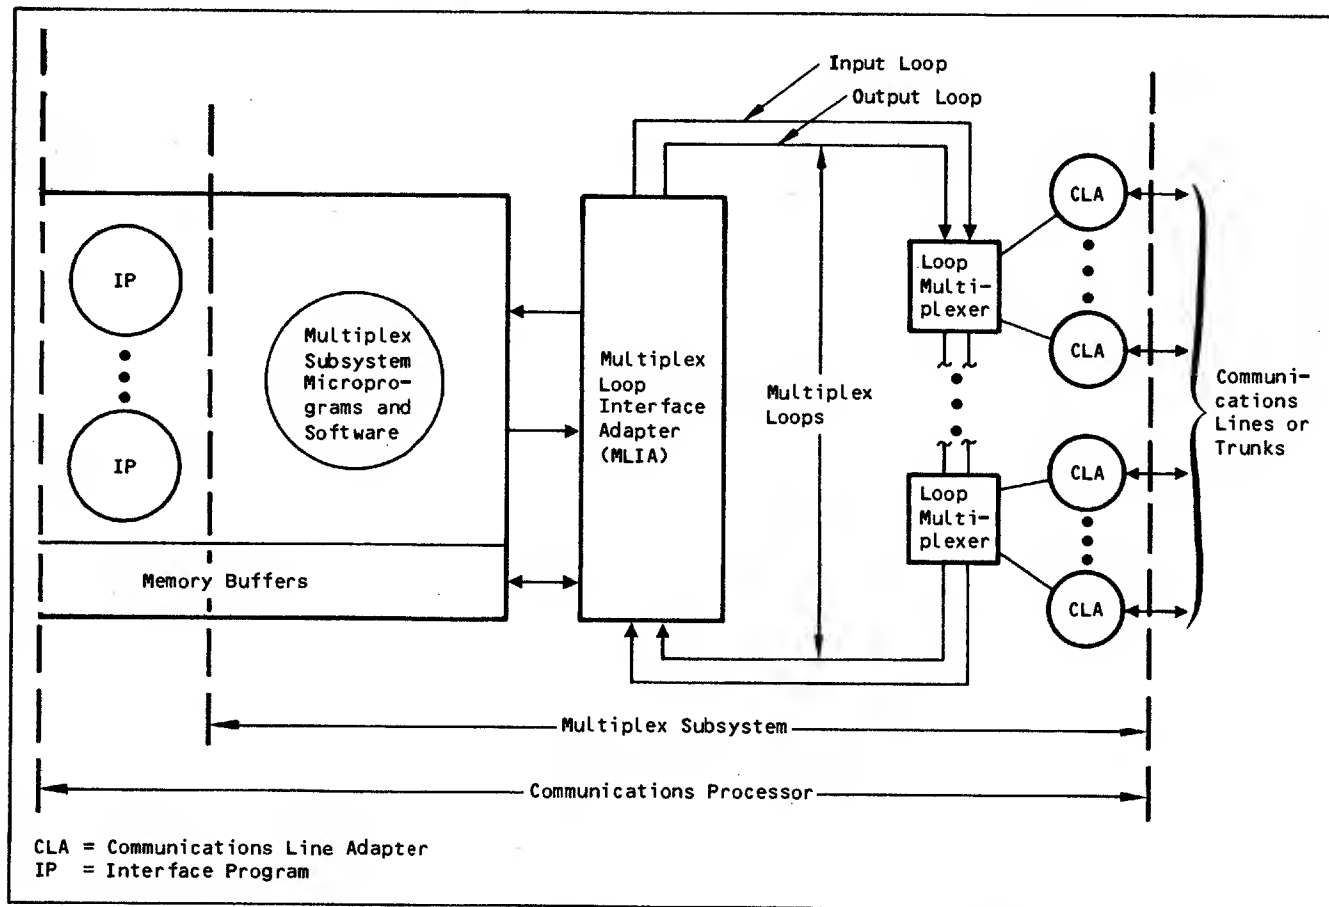 Input Loop
Output Loop
CLA
Loop
Multi-
plexer
CLA
IP
Multiplex
Subsystem
Micropro-
grams and
Software
Multiplex
Loop
Interface
Adapter
(MLIA)
Multiplex
Loops
Communi-
cations
Lines or
Trunks
IP
Loop
Multi-
plexer
CLA
CLA
Memory Buffers
Multiplex Subsystem
Communications Processor
CLA = Communications Line Adapter
IP = Interface Program